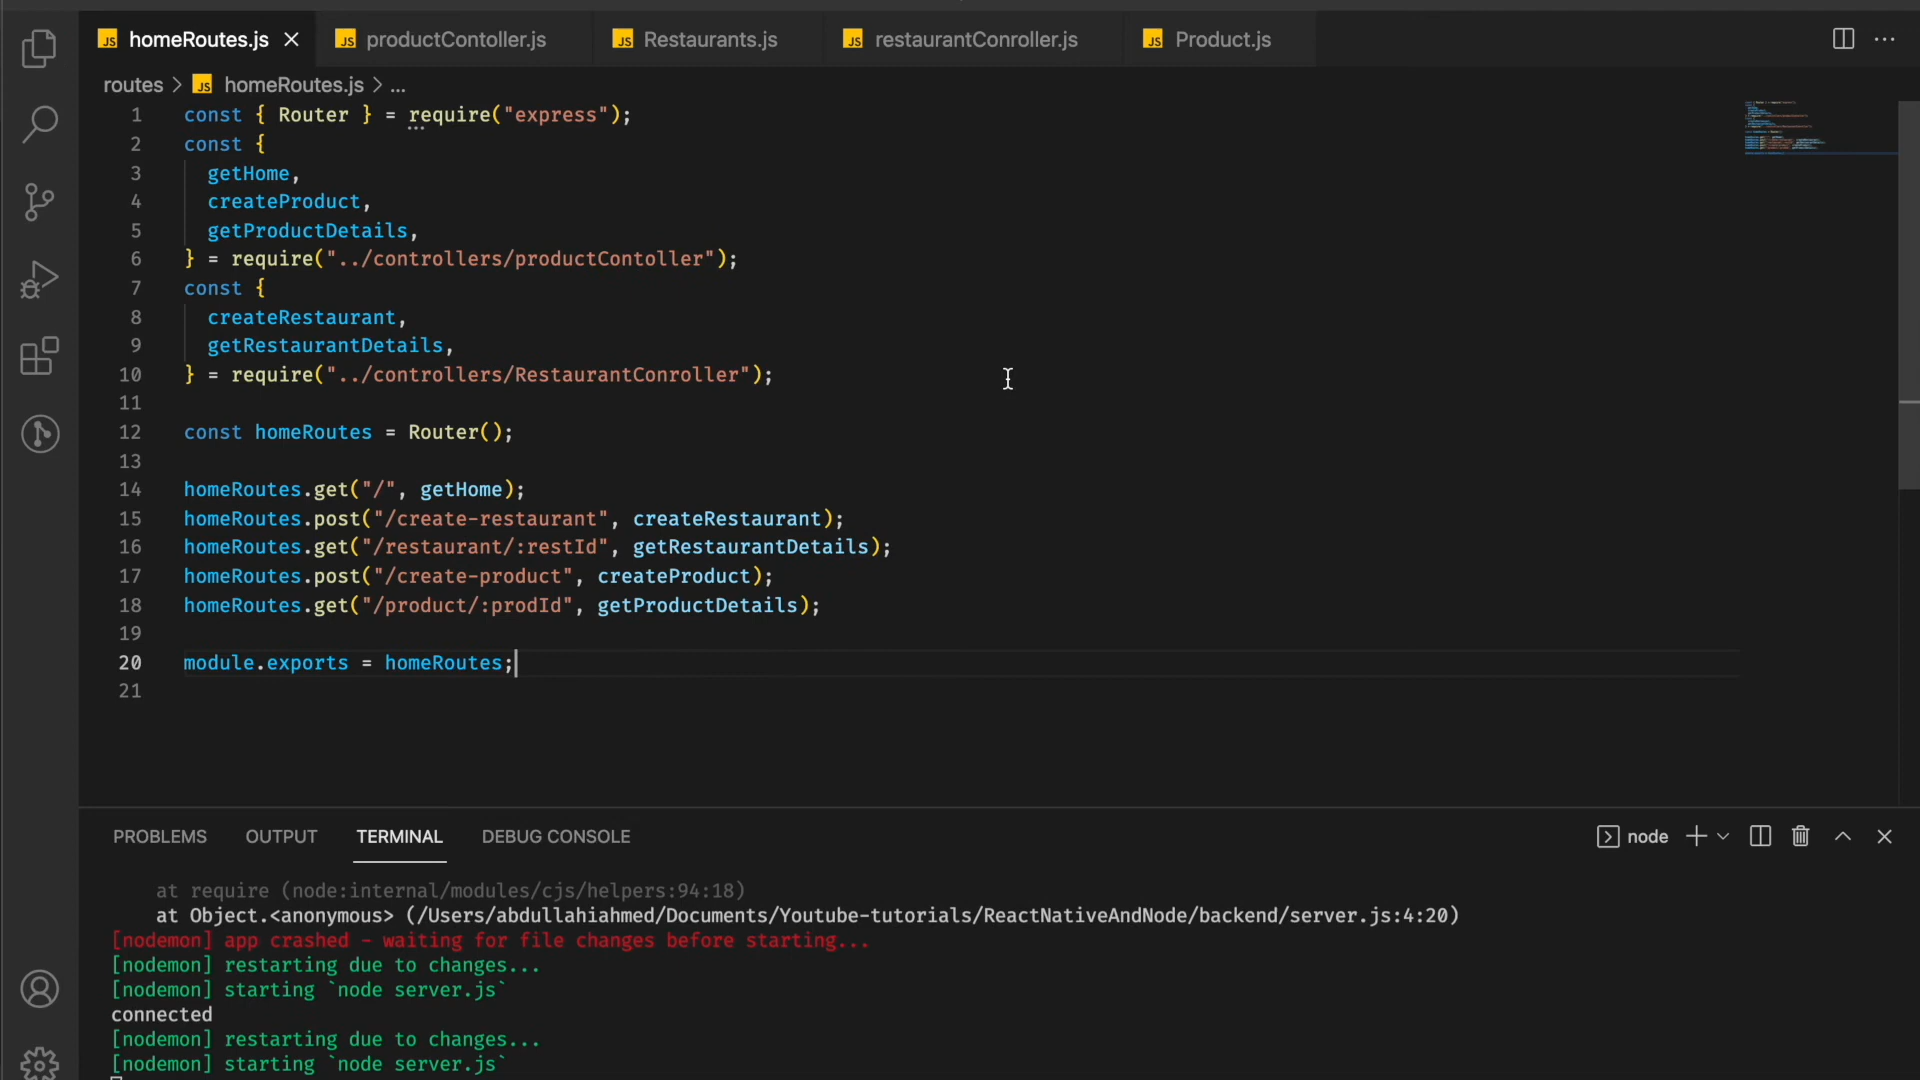 JS homeRoutes.js
JS productContoller.js
JS Restaurants.js
JS restaurantConroller.js
JS Product.js
routes > JS homeRoutes.js > ...
1 const { Router } = require("express");
2 const {
3 getHome,
4 createProduct,
5 getProductDetails,
6 } = require("../controllers/productContoller");
7 const {
8 createRestaurant,
9 getRestaurantDetails,
10 } = require("../controllers/RestaurantConroller");
11
12 const homeRoutes = Router();
13
14 homeRoutes.get("/", getHome);
15 homeRoutes.post("/create-restaurant", createRestaurant);
16 homeRoutes.get("/restaurant/:restId", getRestaurantDetails);
17 homeRoutes.post("/create-product", createProduct);
18 homeRoutes.get("/product/:prodId", getProductDetails);
19
20 module.exports = homeRoutes;
21
PROBLEMS OUTPUT TERMINAL DEBUG CONSOLE node
at require (node:internal/modules/cjs/helpers:94:18)
at Object.<anonymous> (/Users/abdullahiahmed/Documents/Youtube-tutorials/ReactNativeAndNode/backend/server.js:4:20)
[nodemon] app crashed - waiting for file changes before starting...
[nodemon] restarting due to changes...
[nodemon] starting `node server.js`
connected
[nodemon] restarting due to changes...
[nodemon] starting `node server.js`